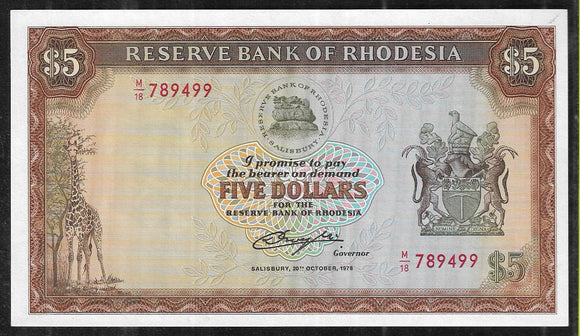 $5 RESERVE BANK OF RHODESIA $5
M/18 789499
RESERVE BANK OF RHODESIA
SALISBURY
I promise to pay
the bearer on demand
FIVE DOLLARS
FOR THE
RESERVE BANK OF RHODESIA
Governor
SALISBURY, 20TH OCTOBER, 1978
M/18 789499
$5